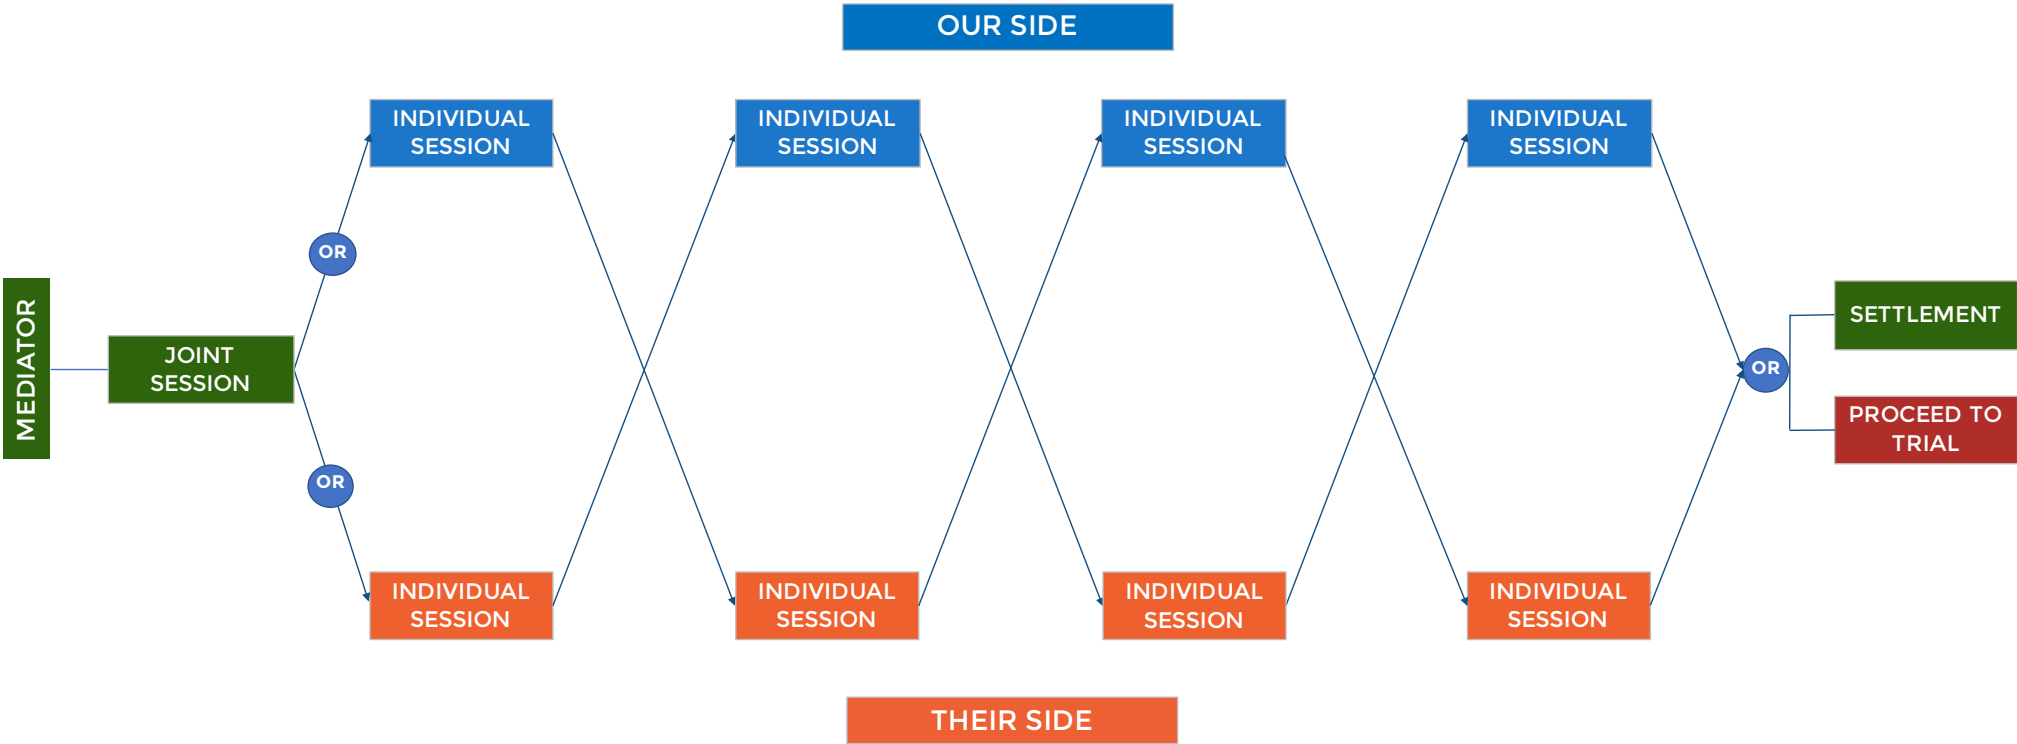 OUR SIDE
INDIVIDUAL
SESSION
INDIVIDUAL
SESSION
INDIVIDUAL
SESSION
INDIVIDUAL
SESSION
OR
MEDIATOR
JOINT
SESSION
OR
SETTLEMENT
PROCEED TO
TRIAL
OR
INDIVIDUAL
SESSION
INDIVIDUAL
SESSION
INDIVIDUAL
SESSION
INDIVIDUAL
SESSION
THEIR SIDE